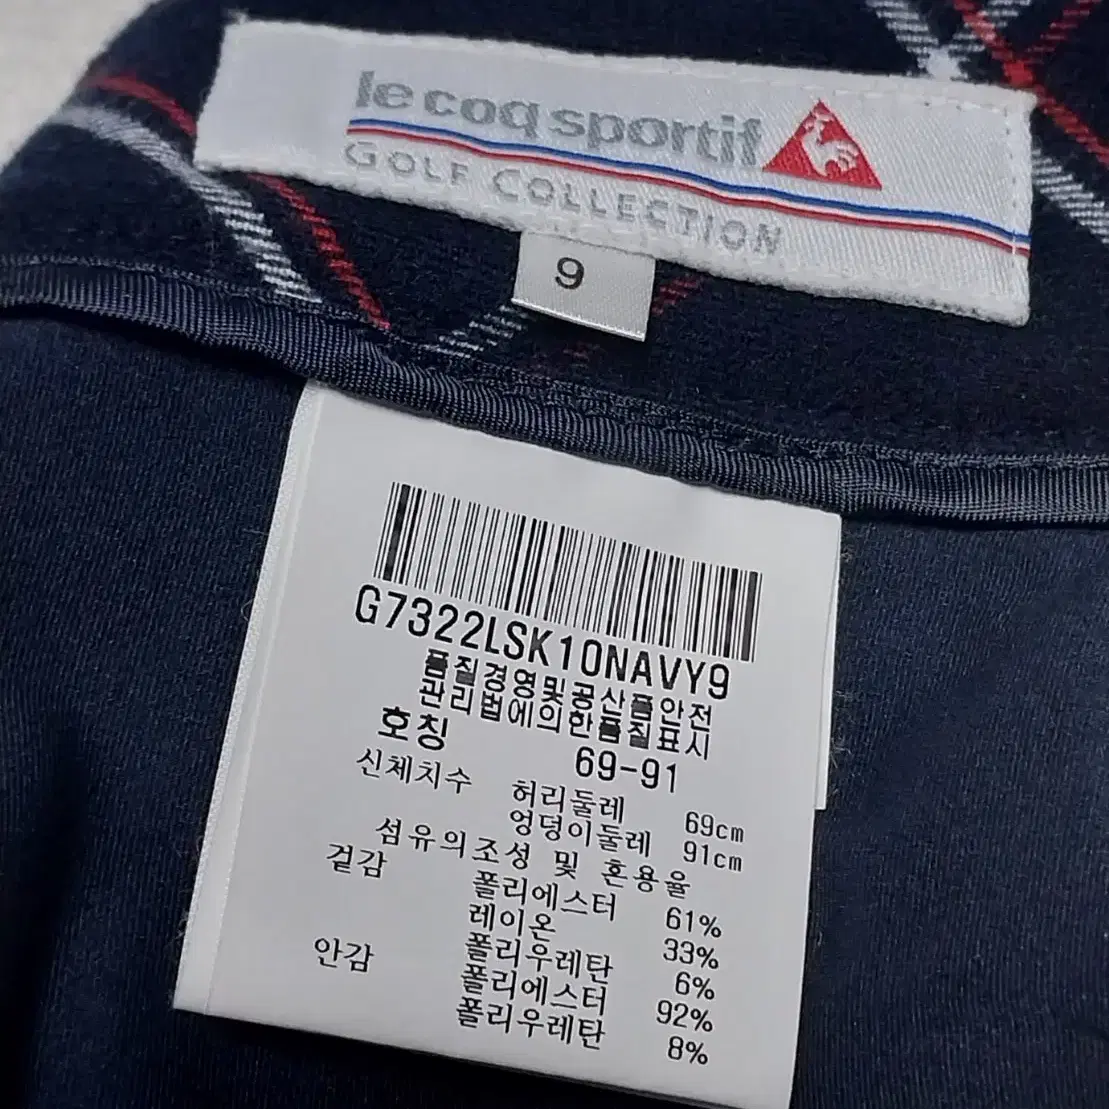 le coq sportif
GOLF COLLECTION
9
G7322LSK10NAVY9
품질경영및공산품안전
관리법에의한품질표시
호칭 69-91
신체치수 허리둘레 69cm
엉덩이둘레 91cm
섬유의조성 및 혼용율
겉감 폴리에스터 61%
레이온 33%
폴리우레탄 6%
안감 폴리에스터 92%
폴리우레탄 8%